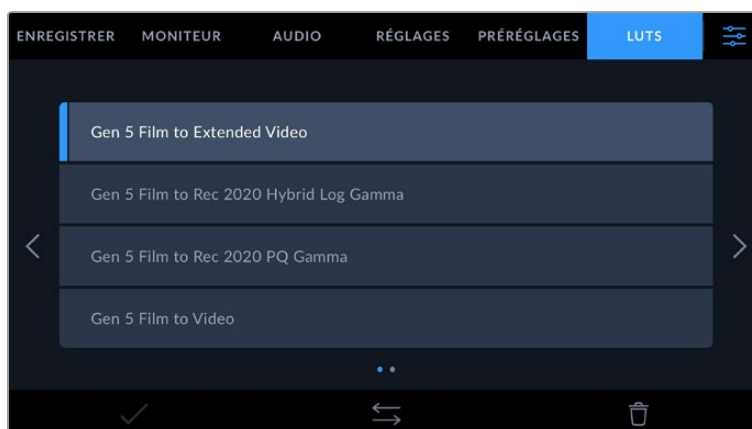 ENREGISTRER MONITEUR AUDIO RÉGLAGES PRÉRÉGLAGES LUTS
Gen 5 Film to Extended Video
Gen 5 Film to Rec 2020 Hybrid Log Gamma
Gen 5 Film to Rec 2020 PQ Gamma
Gen 5 Film to Video